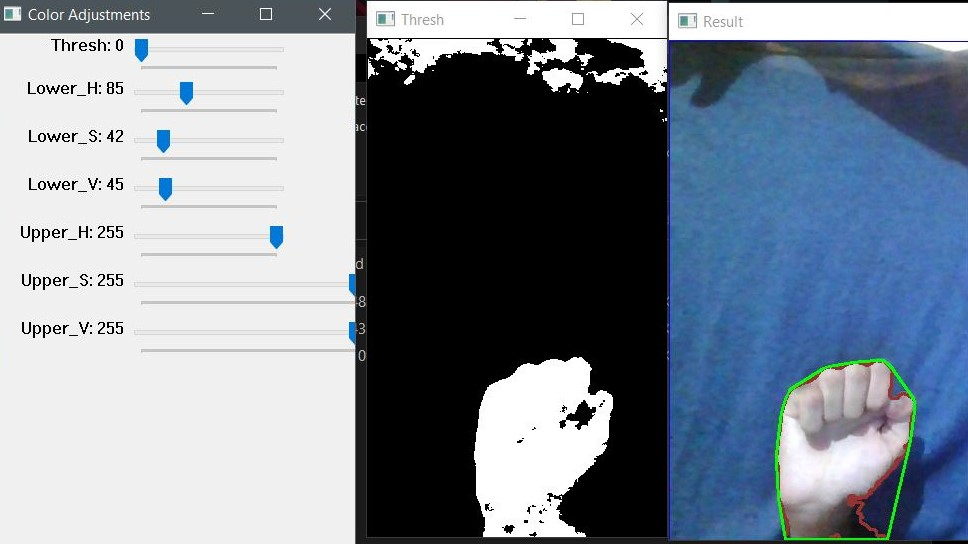 Color Adjustments
Thresh: 0
Lower_H: 85
Lower_S: 42
Lower_V: 45
Upper_H: 255
Upper_S: 255
Upper_V: 255
Thresh
Result